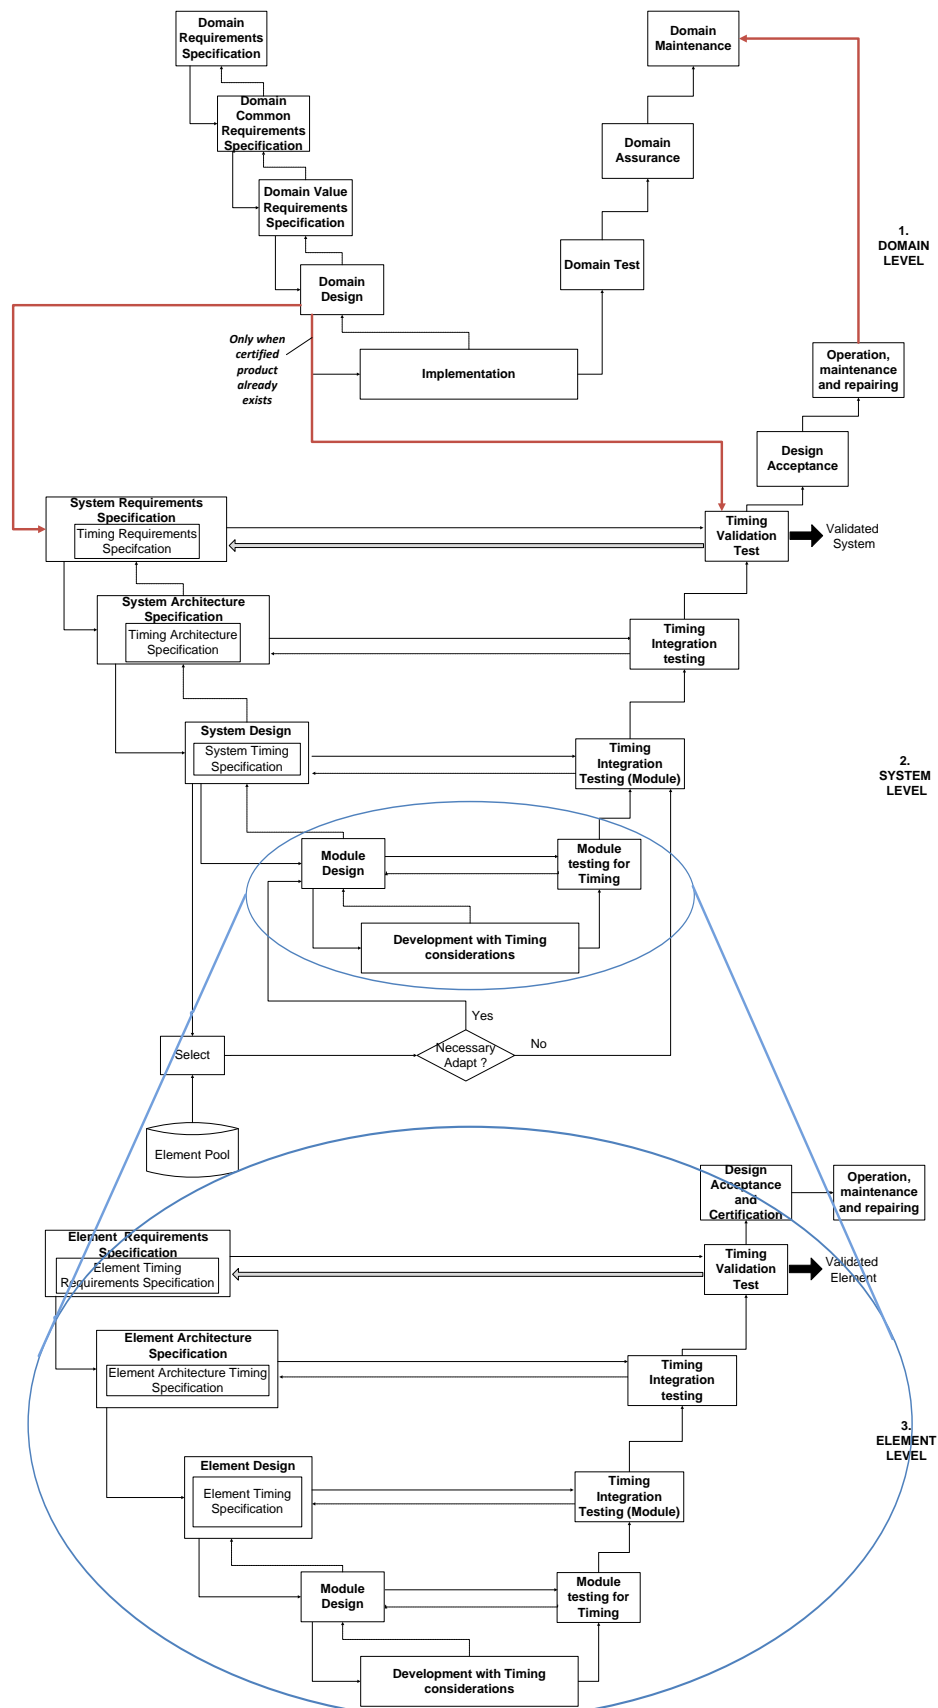 Domain
Requirements
Specification
Domain
Maintenance
Domain
Common
Requirements
Specification
Domain
Assurance
Domain Value
Requirements
Specification
1.
DOMAIN
LEVEL
Domain Test
Domain
Design
Only when
certified
product
already
exists
Implementation
Operation,
maintenance
and repairing
Design
Acceptance
System Requirements
Specification
Timing Requirements
Specifcation
Timing
Validation
Test
Validated
System
System Architecture
Specification
Timing Architecture
Specification
Timing
Integration
testing
System Design
System Timing
Specification
Timing
Integration
Testing (Module)
2.
SYSTEM
LEVEL
Module
Design
Module
testing for
Timing
Development with Timing
considerations
Yes
Select
Necessary
Adapt ?
No
Element Pool
Design
Acceptance
and
Certification
Operation,
maintenance
and repairing
Element Requirements
Specification
Element Timing
Requirements Specification
Timing
Validation
Test
Validated
Element
Element Architecture
Specification
Element Architecture Timing
Specification
Timing
Integration
testing
3.
ELEMENT
LEVEL
Element Design
Element Timing
Specification
Timing
Integration
Testing (Module)
Module
Design
Module
testing for
Timing
Development with Timing
considerations